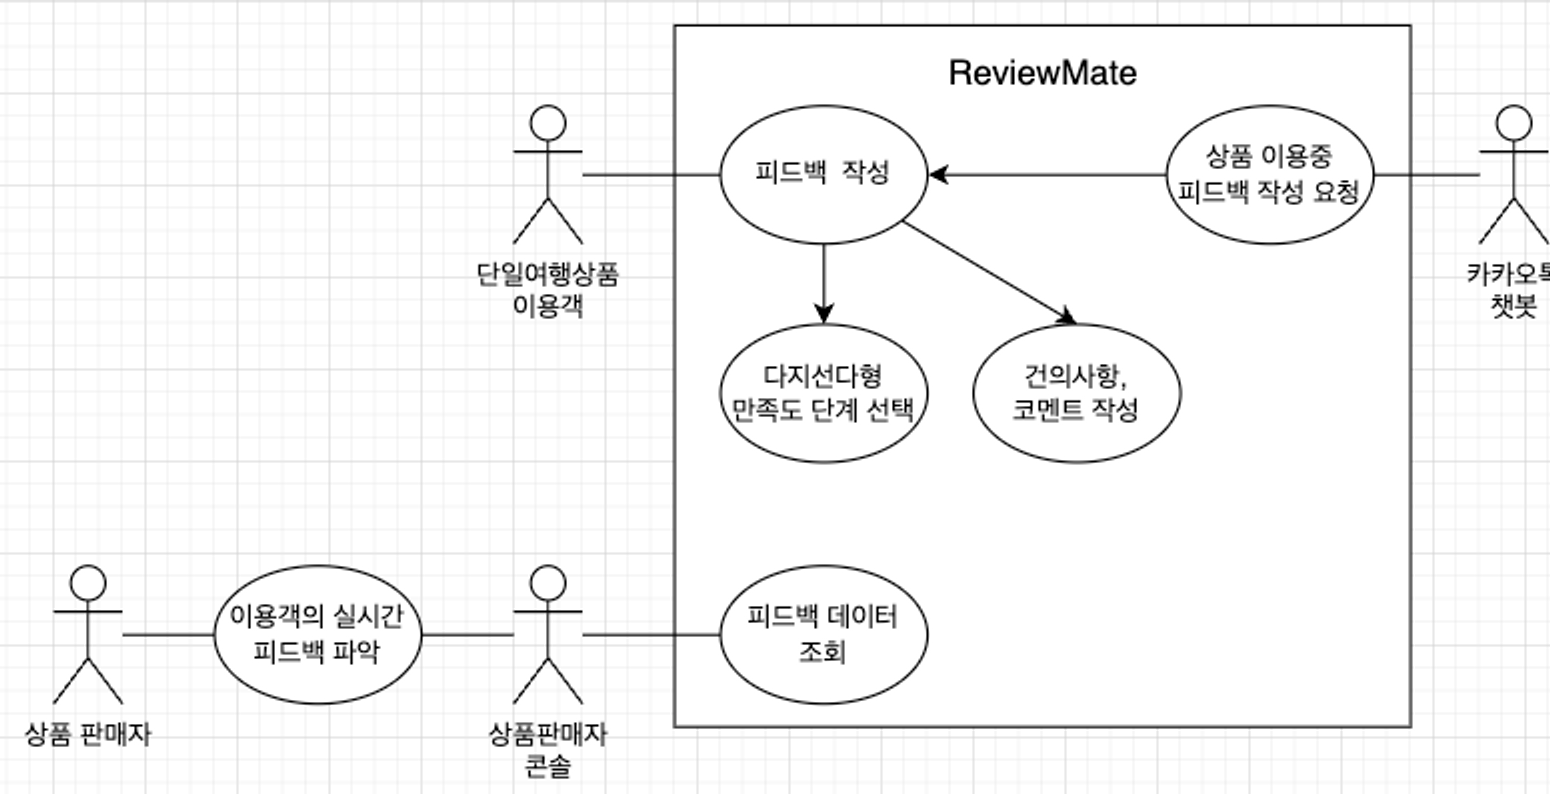 ReviewMate
피드백 작성
상품 이용중
피드백 작성 요청
단일여행상품
이용객
챗봇
다지선다형
만족도 단계 선택
건의사항,
코멘트 작성
이용객의 실시간
피드백 파악
피드백 데이터
조회
상품 판매자
상품판매자
콘솔